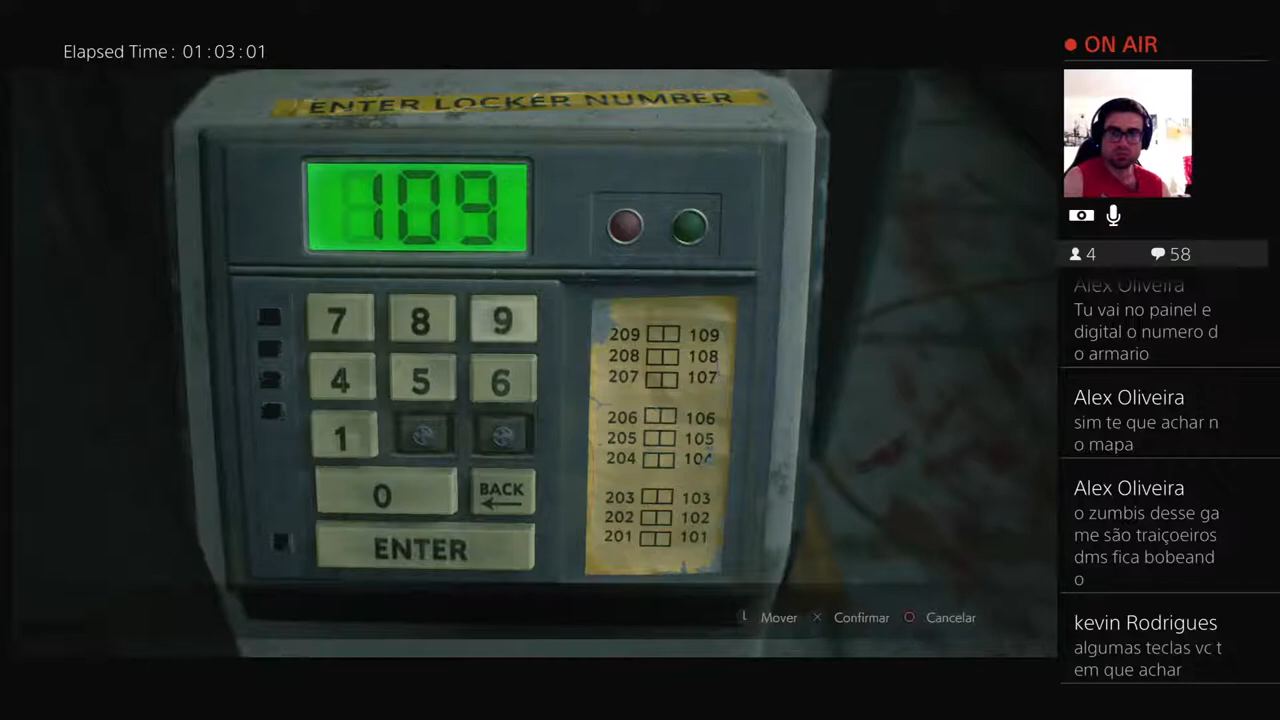 Elapsed Time: 01:03:01
ON AIR
ENTER LOCKER NUMBER
109
7 8 9
4 5 6
1
0 BACK
ENTER
209 109
208 108
207 107
206 106
205 105
204 104
203 103
202 102
201 101
Mover Confirmar Cancelar
4 58
Alex Oliveira
Tu vai no painel e
digital o numero d
o armario
Alex Oliveira
sim te que achar n
o mapa
Alex Oliveira
o zumbis desse ga
me são traiçoeiros
dms fica bobeand
o
kevin Rodrigues
algumas teclas vc t
em que achar